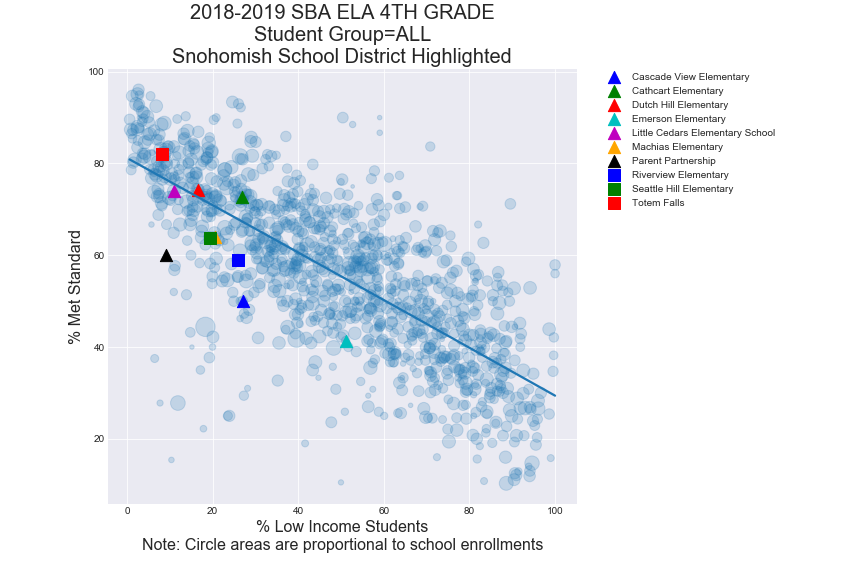 2018-2019 SBA ELA 4TH GRADE
Student Group=ALL
Snohomish School District Highlighted
100
80
60
40
20
% Met Standard
0 20 40 60 80 100
% Low Income Students
Note: Circle areas are proportional to school enrollments
Cascade View Elementary
Cathcart Elementary
Dutch Hill Elementary
Emerson Elementary
Little Cedars Elementary School
Machias Elementary
Parent Partnership
Riverview Elementary
Seattle Hill Elementary
Totem Falls